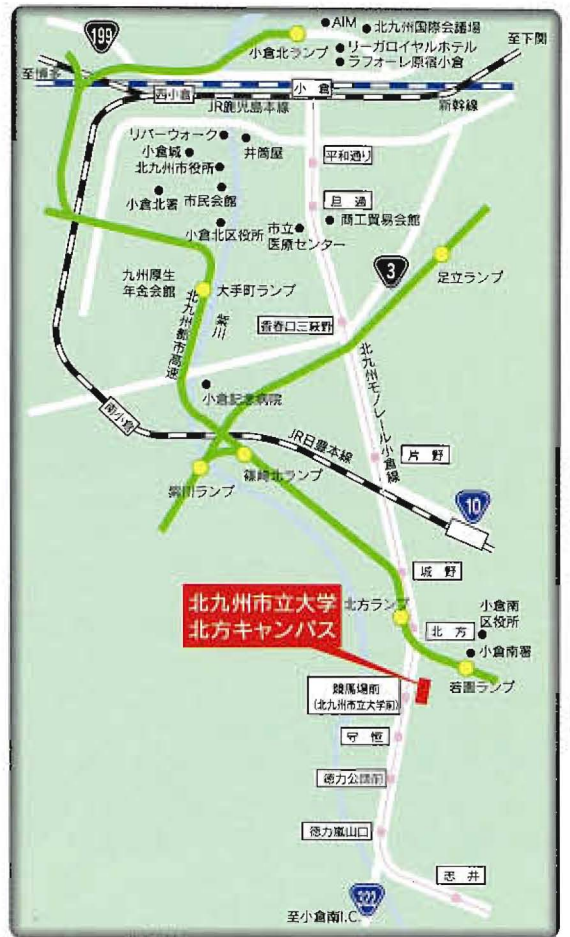 AIM
199
北九州国際会議場
小倉北ランプ
リーガロイヤルホテル
ラフォーレ原宿小倉
至下関
至博多
西小倉
小倉
JR鹿児島本線
新幹線
リバーウォーク
井筒屋
小倉城
北九州市役所
平和通り
小倉北署
市民会館
旦過
商工貿易会館
小倉北区役所
市立
医療センター
3
足立ランプ
九州厚生
年金会館
大手町ランプ
紫川
北九州都市高速
香春口三萩野
北九州モノレール小倉線
小倉記念病院
南小倉
JR日豊本線
片野
篠崎北ランプ
紫川ランプ
10
城野
北九州市立大学
北方キャンパス
北方ランプ
小倉南
区役所
北方
小倉南署
若園ランプ
競馬場前
(北九州市立大学前)
守恒
徳力公団前
徳力嵐山口
志井
322
至小倉南I.C.